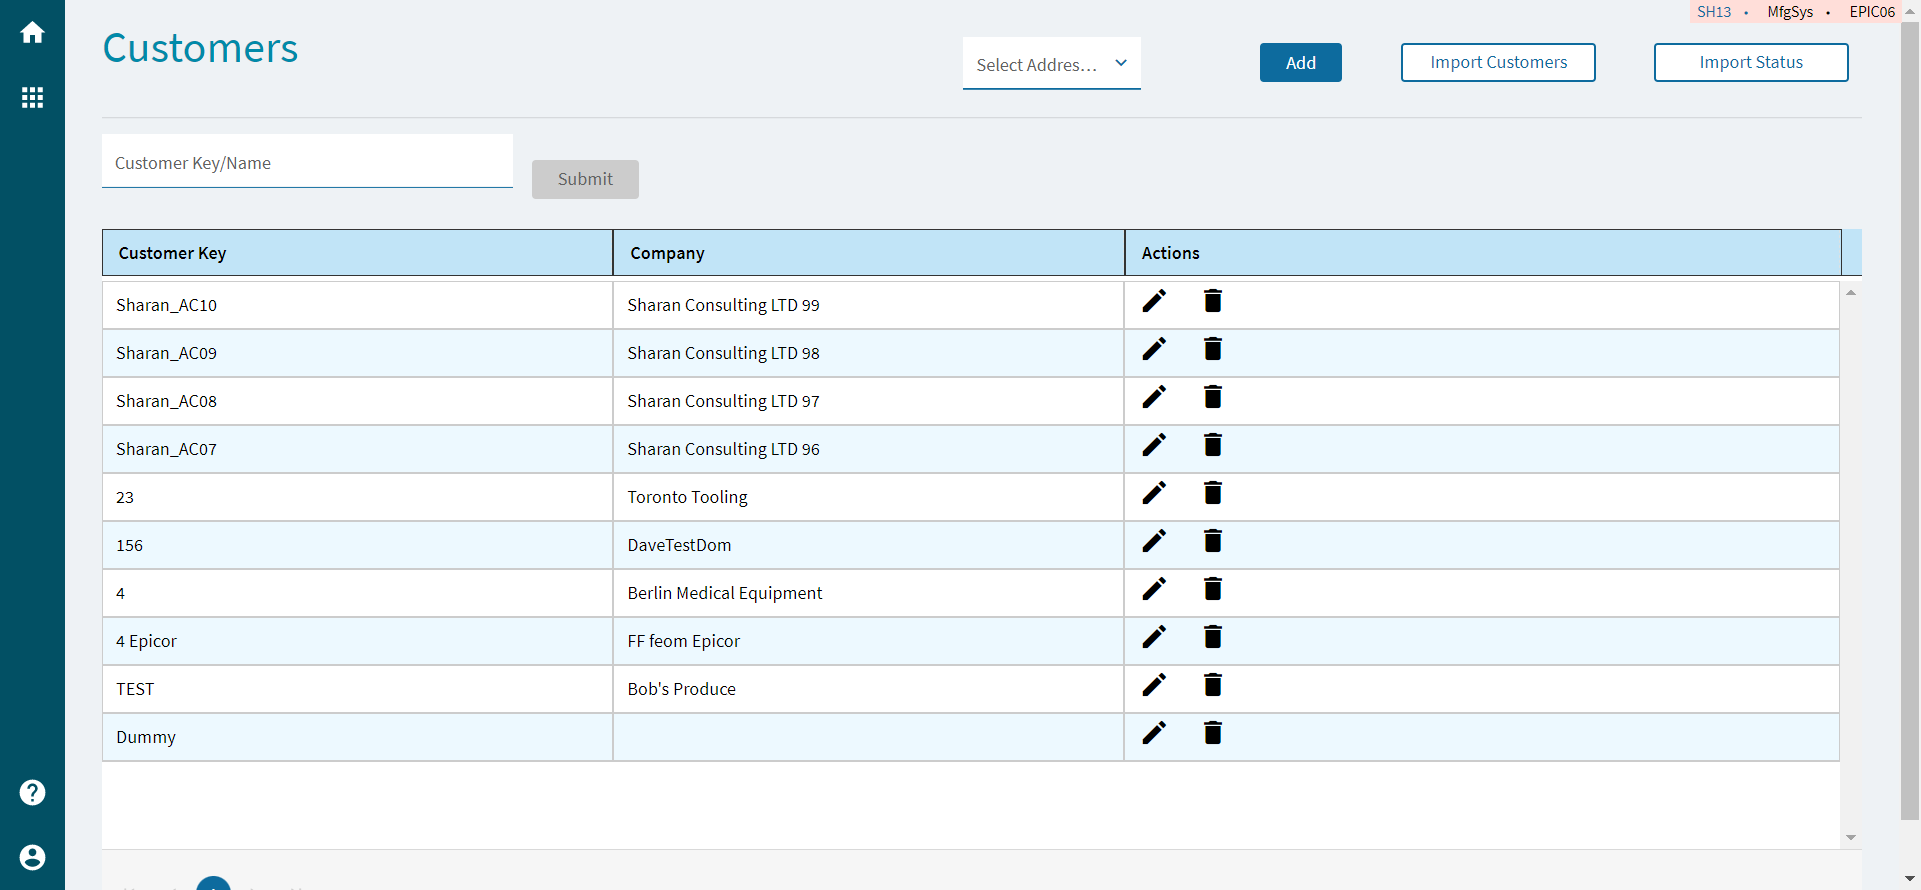 SH13 • MfgSys • EPIC06
Customers
Select Addres...
Add
Import Customers
Import Status
Customer Key/Name
Submit
Customer Key Company Actions
Sharan_AC10 Sharan Consulting LTD 99
Sharan_AC09 Sharan Consulting LTD 98
Sharan_AC08 Sharan Consulting LTD 97
Sharan_AC07 Sharan Consulting LTD 96
23 Toronto Tooling
156 DaveTestDom
4 Berlin Medical Equipment
4 Epicor FF feom Epicor
TEST Bob's Produce
Dummy